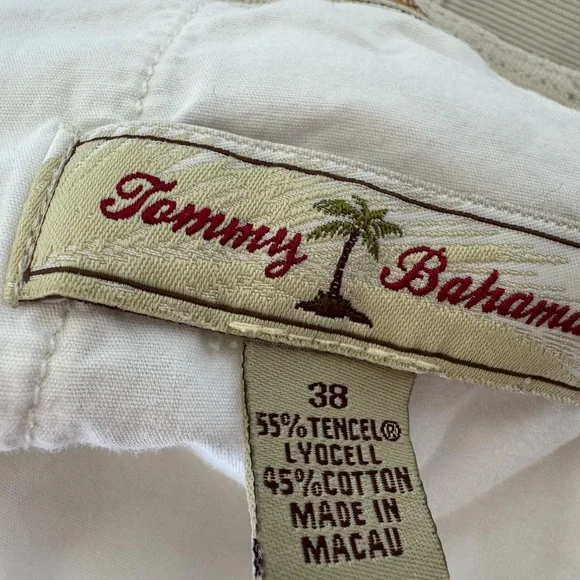 Tommy Bahama
38
55%TENCEL®
LYOCELL
45%COTTON
MADE IN
MACAU